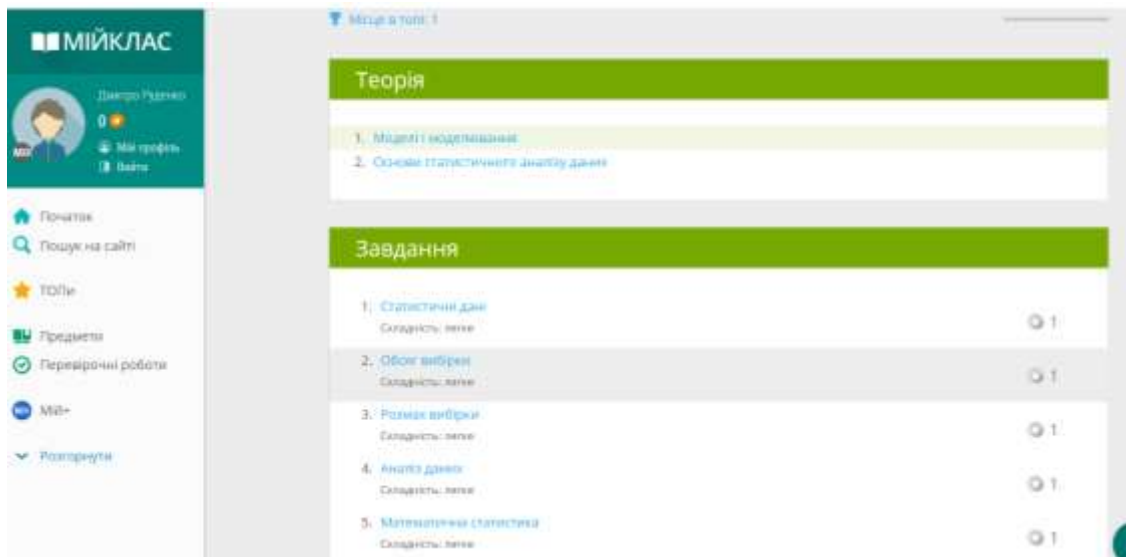 МІЙКЛАС
Дмитро Руденко
0
Мій профіль
Вийти
Початок
Пошук на сайті
ТОПи
Предмети
Перевірочні роботи
Мій+
Розгорнути
Місце в топі: 1
Теорія
1. Моделі і моделювання
2. Основи статистичного аналізу даних
Завдання
1. Статистичні дані
Складність: легке
1
2. Обсяг вибірки
Складність: легке
1
3. Розмах вибірки
Складність: легке
1
4. Аналіз даних
Складність: легке
1
5. Математична статистика
Складність: легке
1